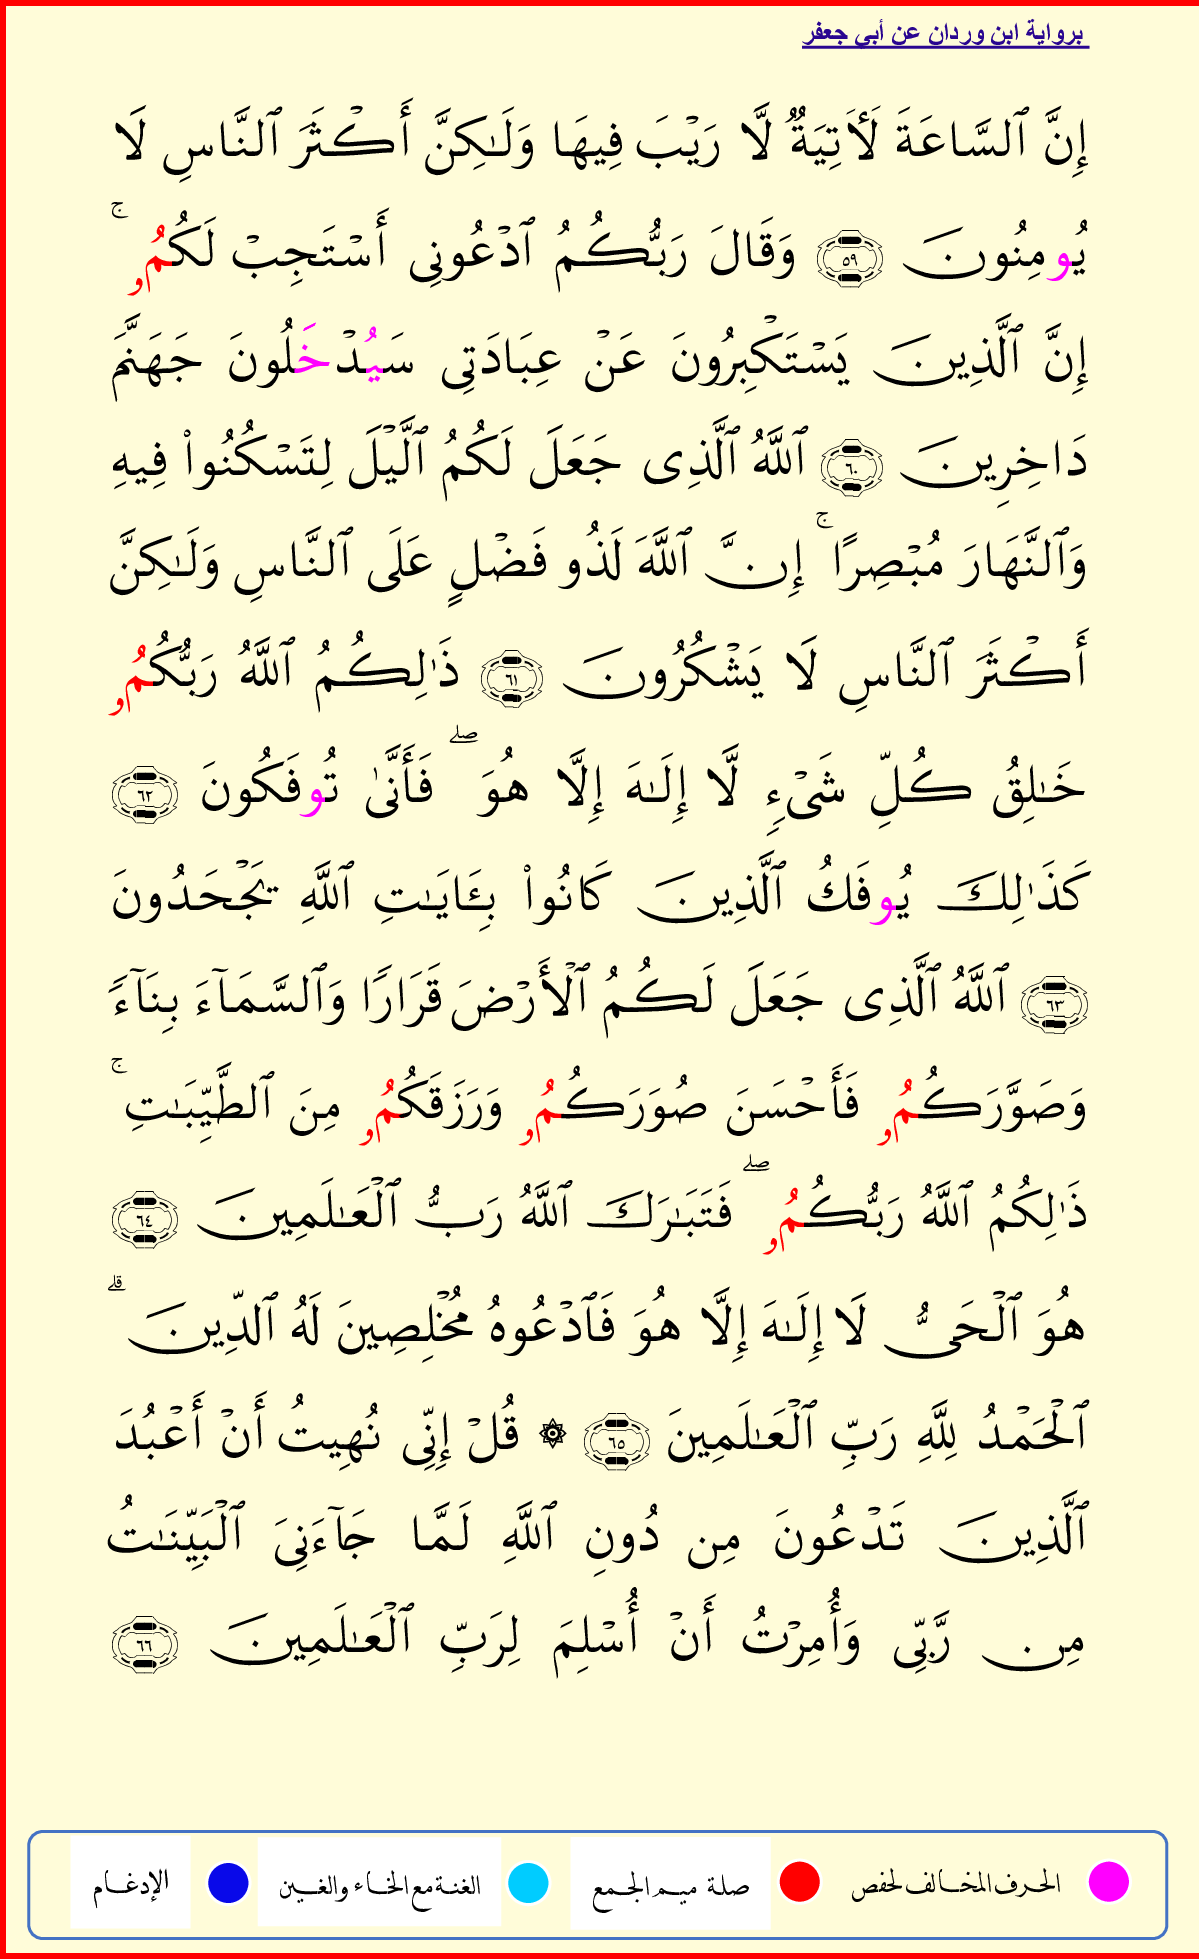 برواية ابن وردان عن أبي جعفر
إِنَّ ٱلسَّاعَةَ لَأٓتِيَةٌ لَّا رَيْبَ فِيهَا وَلَٰكِنَّ أَكْثَرَ ٱلنَّاسِ لَا
يُومِنُونَ ٥٩ وَقَالَ رَبُّكُمُ ٱدْعُونِى أَسْتَجِبْ لَكُمُۥ ۚ
إِنَّ ٱلَّذِينَ يَسْتَكْبِرُونَ عَنْ عِبَادَتِى سَيُدْخَلُونَ جَهَنَّمَ
دَاخِرِينَ ٦٠ ٱللَّهُ ٱلَّذِى جَعَلَ لَكُمُ ٱلَّيْلَ لِتَسْكُنُوا۟ فِيهِ
وَٱلنَّهَارَ مُبْصِرًا ۚ إِنَّ ٱللَّهَ لَذُو فَضْلٍ عَلَى ٱلنَّاسِ وَلَٰكِنَّ
أَكْثَرَ ٱلنَّاسِ لَا يَشْكُرُونَ ٦١ ذَٰلِكُمُ ٱللَّهُ رَبُّكُمُۥ
خَٰلِقُ كُلِّ شَىْءٍ لَّا إِلَٰهَ إِلَّا هُوَ ۖ فَأَنَّىٰ تُوفَكُونَ ٦٢
كَذَٰلِكَ يُوفَكُ ٱلَّذِينَ كَانُوا۟ بِـَٔايَٰتِ ٱللَّهِ يَجْحَدُونَ
٦٣ ٱللَّهُ ٱلَّذِى جَعَلَ لَكُمُ ٱلْأَرْضَ قَرَارًا وَٱلسَّمَآءَ بِنَآءً
وَصَوَّرَكُمُۥ فَأَحْسَنَ صُوَرَكُمُۥ وَرَزَقَكُمُۥ مِنَ ٱلطَّيِّبَٰتِ ۚ
ذَٰلِكُمُ ٱللَّهُ رَبُّكُمُۥ ۖ فَتَبَٰرَكَ ٱللَّهُ رَبُّ ٱلْعَٰلَمِينَ ٦٤
هُوَ ٱلْحَىُّ لَا إِلَٰهَ إِلَّا هُوَ فَٱدْعُوهُ مُخْلِصِينَ لَهُ ٱلدِّينَ ۗ
ٱلْحَمْدُ لِلَّهِ رَبِّ ٱلْعَٰلَمِينَ ٦٥ ۞ قُلْ إِنِّى نُهِيتُ أَنْ أَعْبُدَ
ٱلَّذِينَ تَدْعُونَ مِن دُونِ ٱللَّهِ لَمَّا جَآءَنِىَ ٱلْبَيِّنَٰتُ
مِن رَّبِّى وَأُمِرْتُ أَنْ أُسْلِمَ لِرَبِّ ٱلْعَٰلَمِينَ ٦٦
الحرف المخالف لحفص صلة ميم الجمع الغنة مع الخاء والغين الإدغام